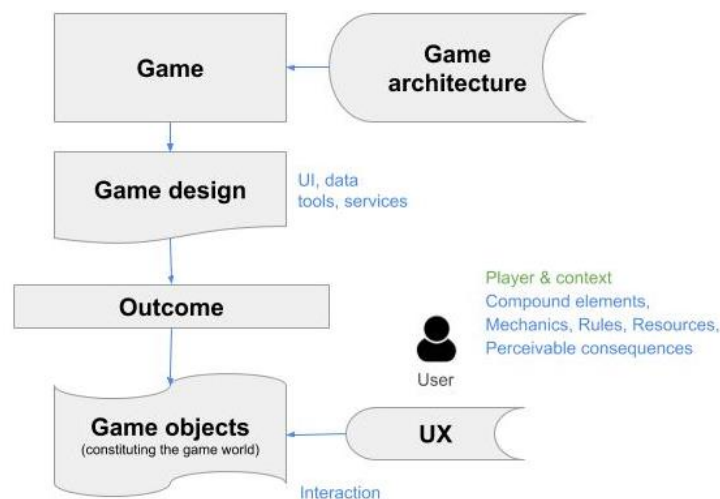 Game
Game
architecture
Game design
UI, data
tools, services
Outcome
Player & context
Compound elements,
Mechanics, Rules, Resources,
Perceivable consequences
User
Game objects
(constituting the game world)
UX
Interaction